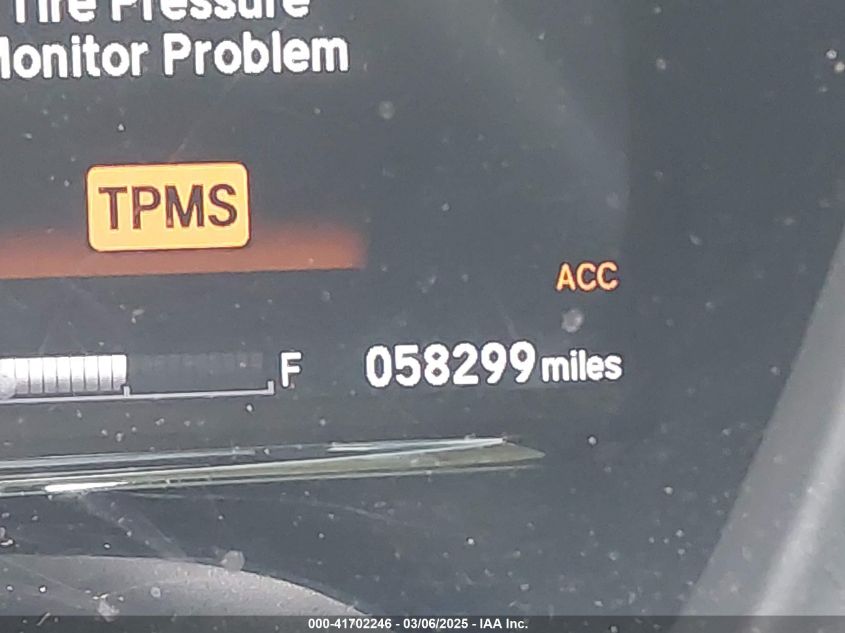 Tire Pressure
Monitor Problem
TPMS
ACC
F
058299 miles
000-41702246 - 03/06/2025 - IAA Inc.